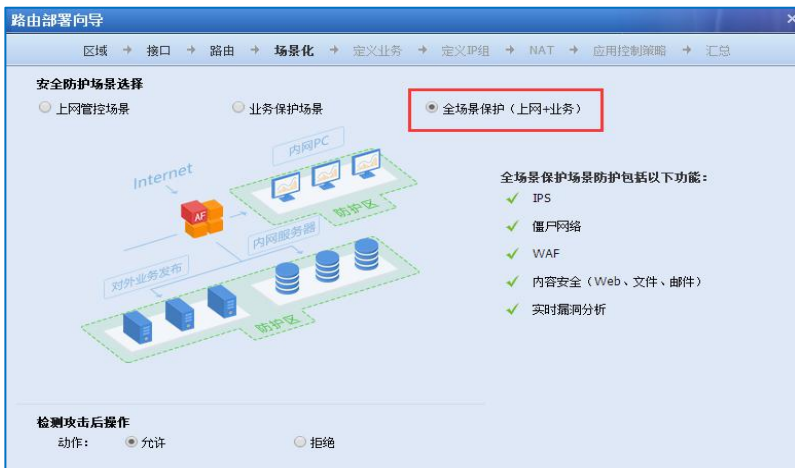 路由部署向导
区域 → 接口 → 路由 → 场景化 → 定义业务 → 定义IP组 → NAT → 应用控制策略 → 汇总
安全防护场景选择
上网管控场景 业务保护场景 全场景保护（上网+业务）
内网PC
Internet
AF
防护区
内网服务器
对外业务发布
防护区
全场景保护场景防护包括以下功能：
IPS
僵尸网络
WAF
内容安全（Web、文件、邮件）
实时漏洞分析
检测攻击后操作
动作： 允许 拒绝